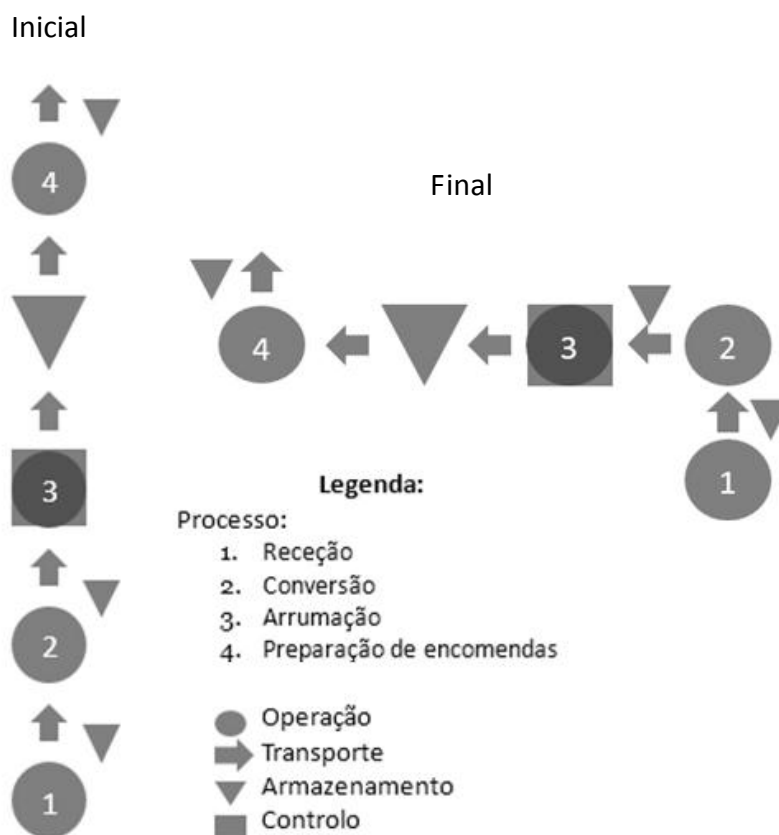 Inicial
4
3
2
1
Final
4
3
2
1
Legenda:
Processo:
1. Receção
2. Conversão
3. Arrumação
4. Preparação de encomendas
Operação
Transporte
Armazenamento
Controlo